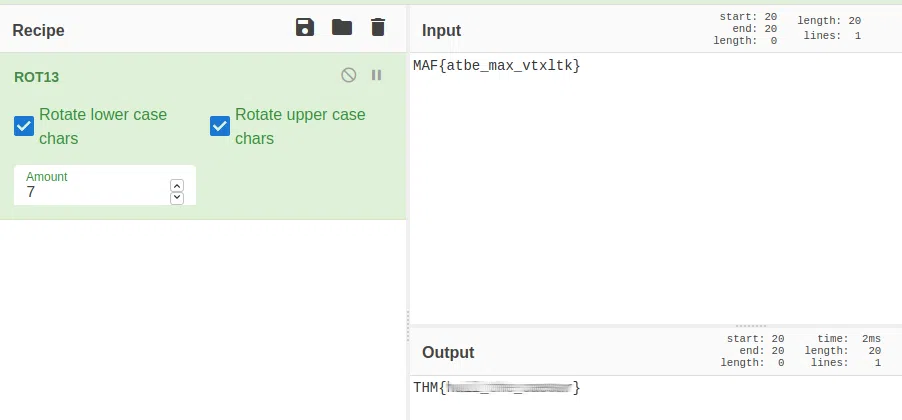 Recipe
ROT13
Rotate lower case chars
Rotate upper case chars
Amount
7
Input
start: 20
end: 20
length: 0
length: 20
lines: 1
MAF{atbe_max_vtxltk}
Output
start: 20
end: 20
length: 0
time: 2ms
length: 20
lines: 1
THM{ }